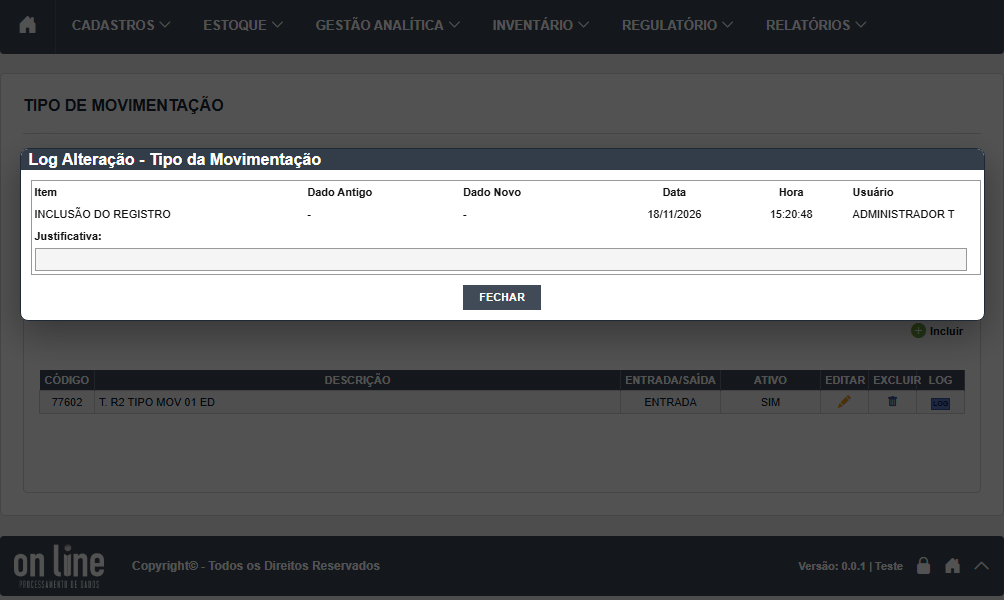 CADASTROS ESTOQUE GESTÃO ANALÍTICA INVENTÁRIO REGULATÓRIO RELATÓRIOS
TIPO DE MOVIMENTAÇÃO
Log Alteração - Tipo da Movimentação
Item Dado Antigo Dado Novo Data Hora Usuário
INCLUSÃO DO REGISTRO - - 18/11/2026 15:20:48 ADMINISTRADOR T
Justificativa:
FECHAR
Incluir
CÓDIGO DESCRIÇÃO ENTRADA/SAÍDA ATIVO EDITAR EXCLUIR LOG
77602 T. R2 TIPO MOV 01 ED ENTRADA SIM LOG
on line
PROCESSAMENTO DE DADOS
Copyright© - Todos os Direitos Reservados
Versão: 0.0.1 | Teste